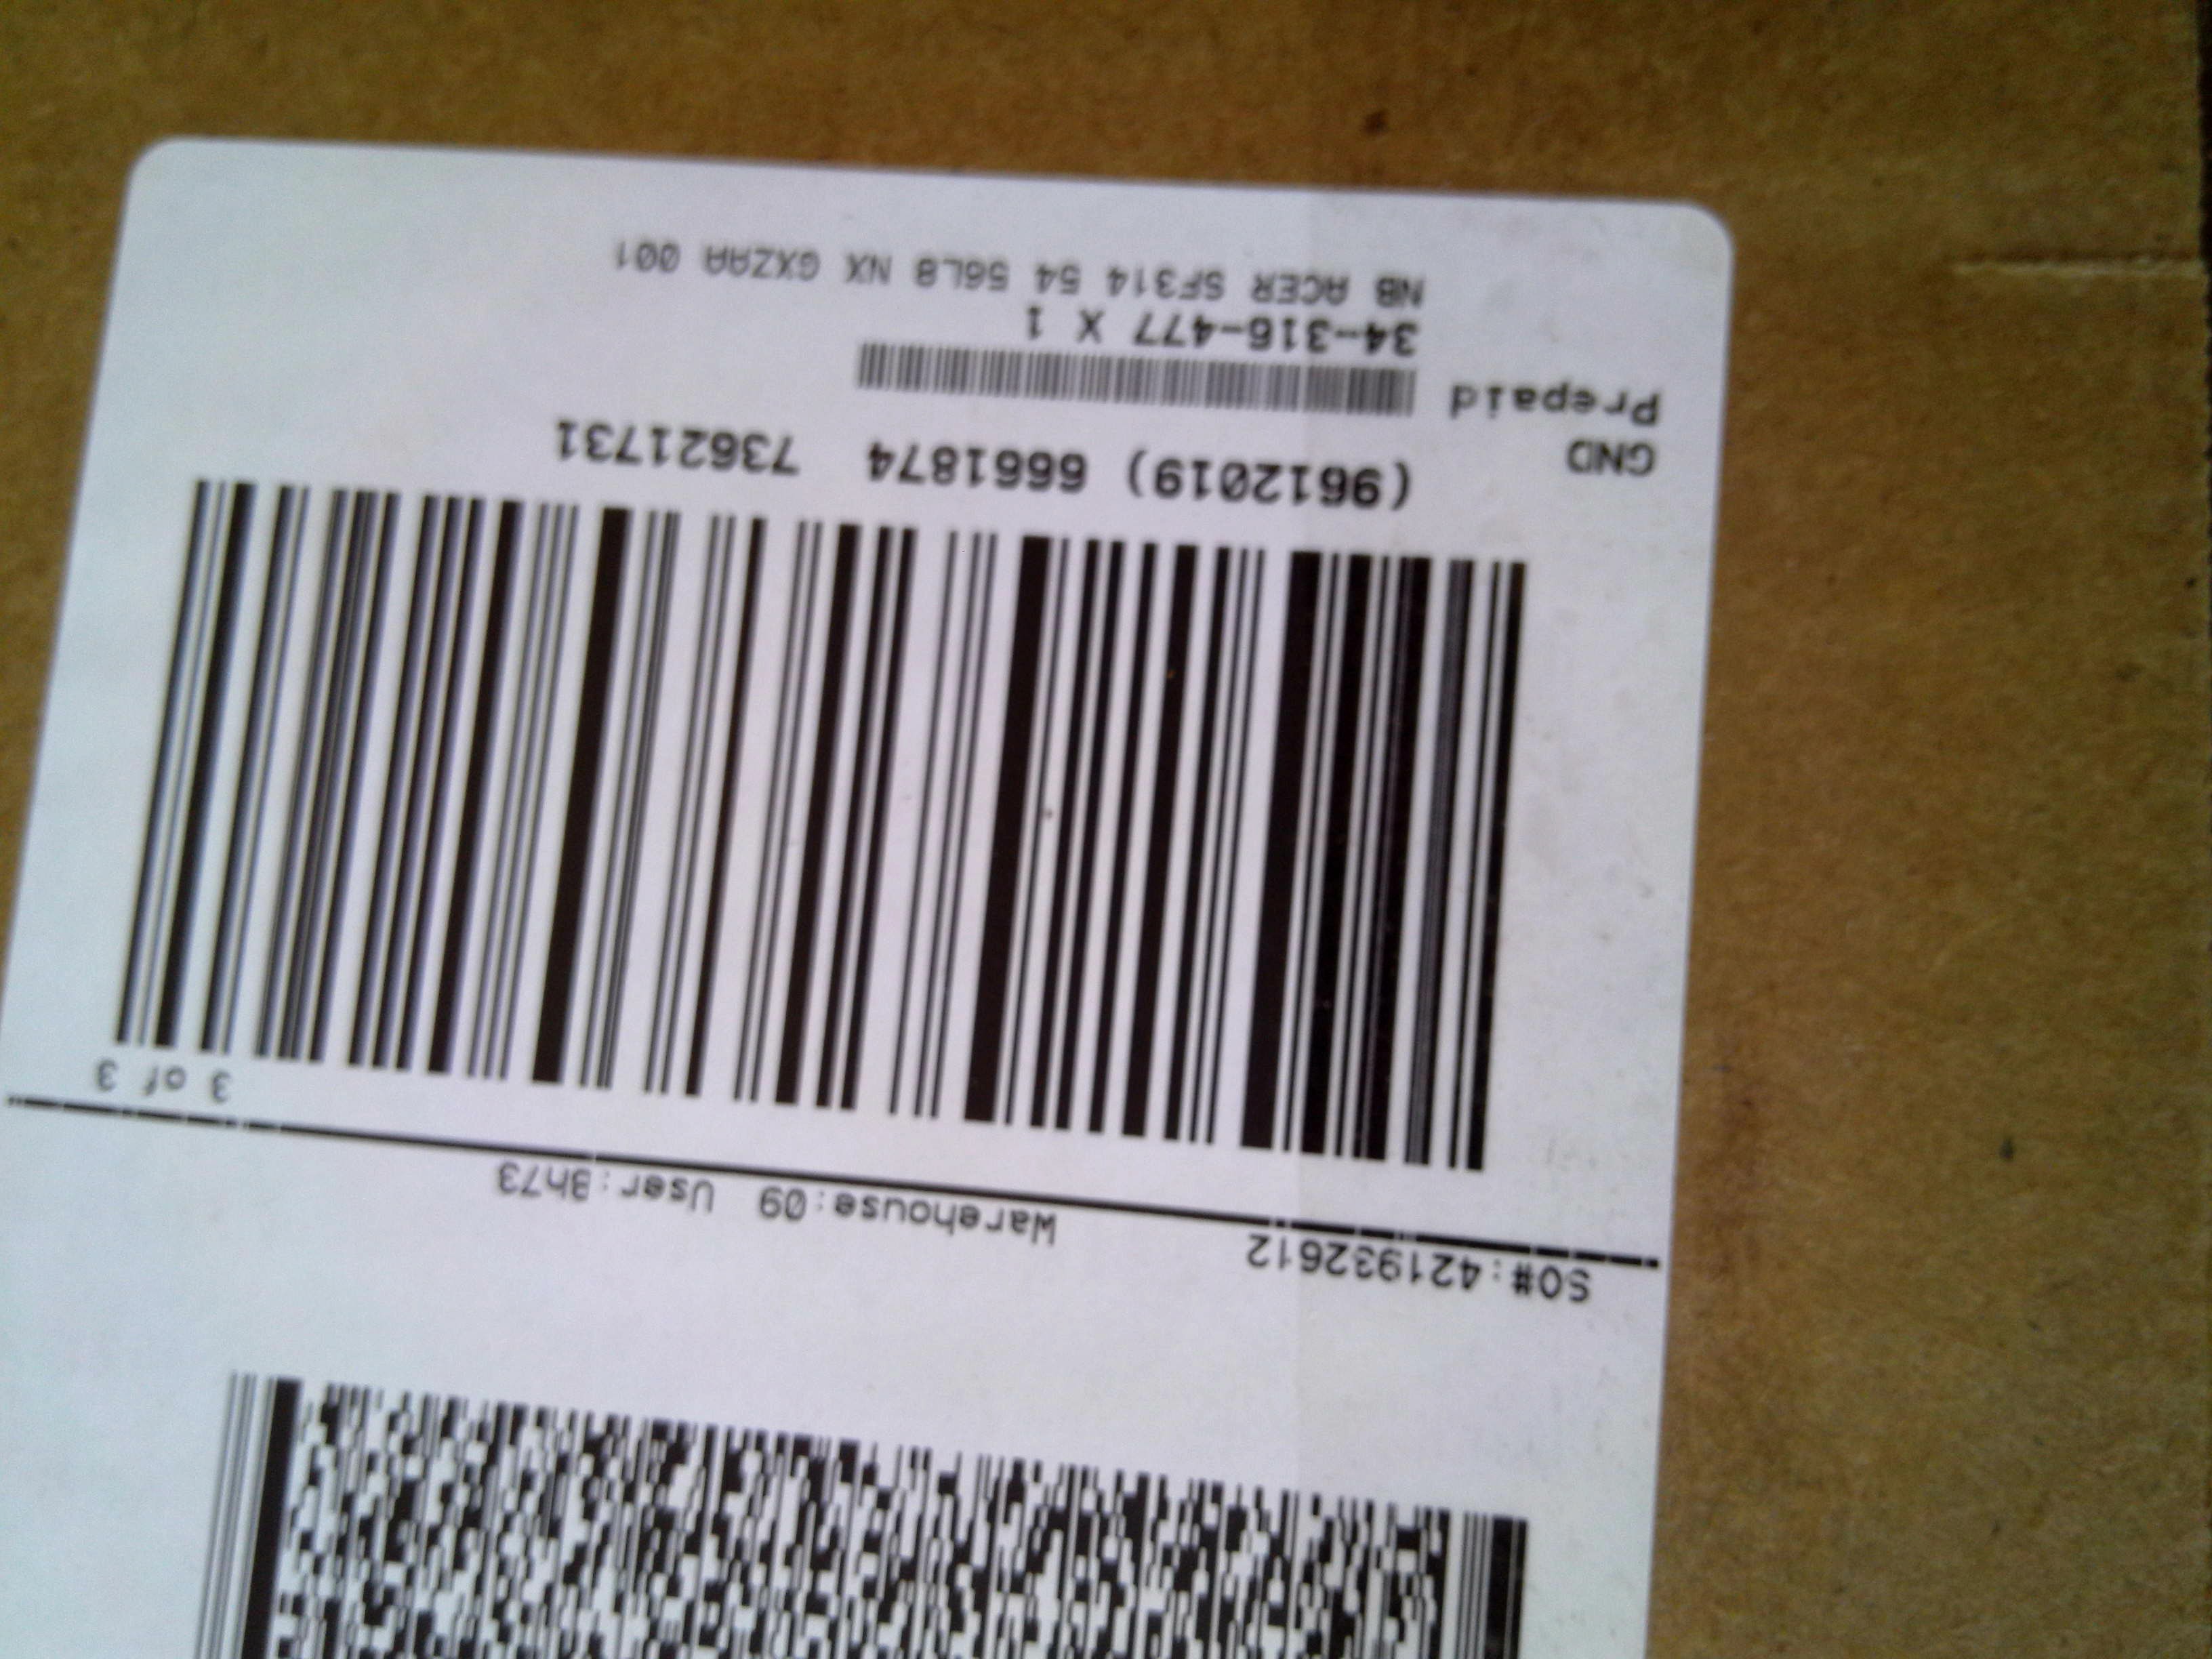 SO#:421932612 Warehouse:09 User:Bh73
3 of 3
(9612019) 6661874 73621731
GND
Prepaid
34-316-477 X 1
NB ACER SF314 54 56L8 NX GXZAA 001